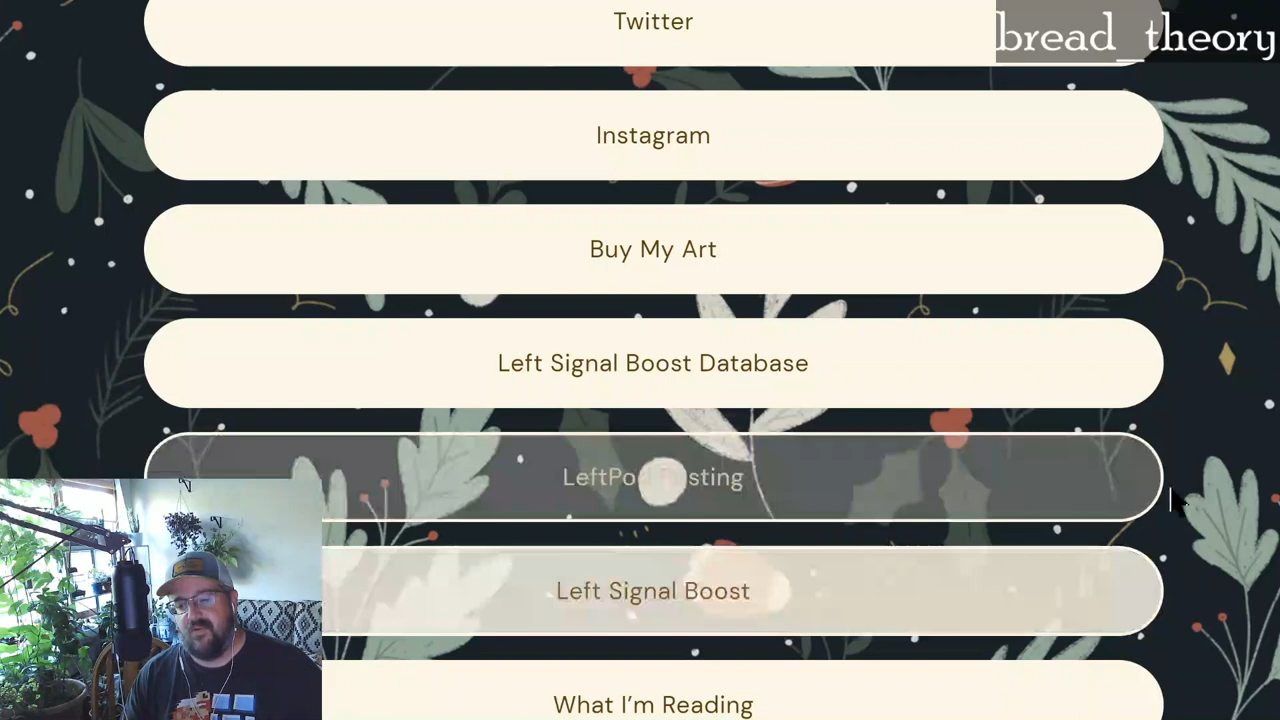 Twitter
bread_theory
Instagram
Buy My Art
Left Signal Boost Database
Left Signal Boost
What I'm Reading